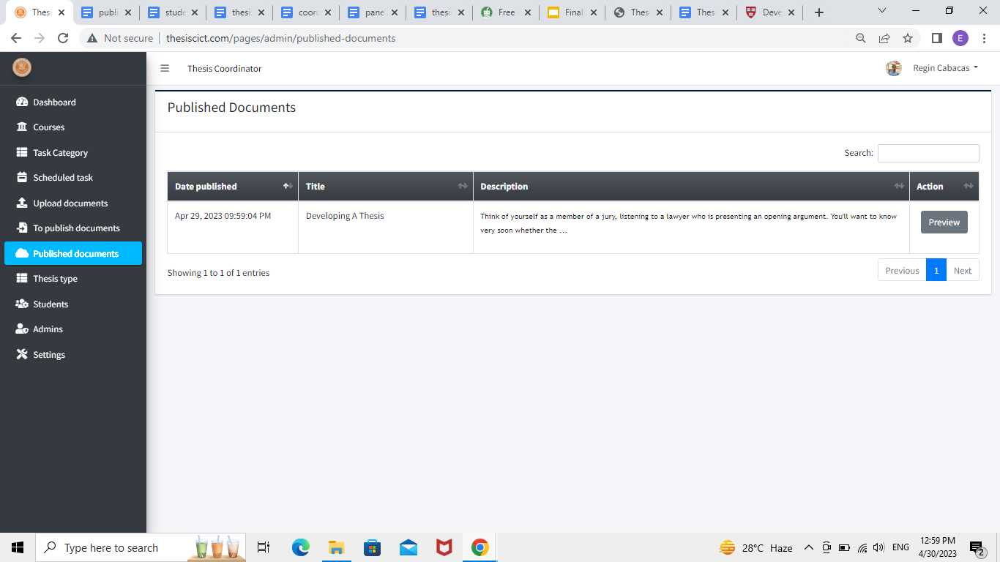 Thesi
publi
stude
thesis
coord
pane
thesis
Free
Final
Thes
Thes
Deve
Not secure
thesiscict.com/pages/admin/published-documents
E
Thesis Coordinator
Regin Cabacas
Dashboard
Courses
Task Category
Scheduled task
Upload documents
To publish documents
Published documents
Thesis type
Students
Admins
Settings
Published Documents
Search:
Date published Title Description Action
Apr 29, 2023 09:59:04 PM Developing A Thesis Think of yourself as a member of a jury, listening to a lawyer who is presenting an opening argument. You'll want to know
very soon whether the ...
Preview
Showing 1 to 1 of 1 entries
Previous 1 Next
Type here to search
28°C Haze
ENG
12:59 PM
4/30/2023
2